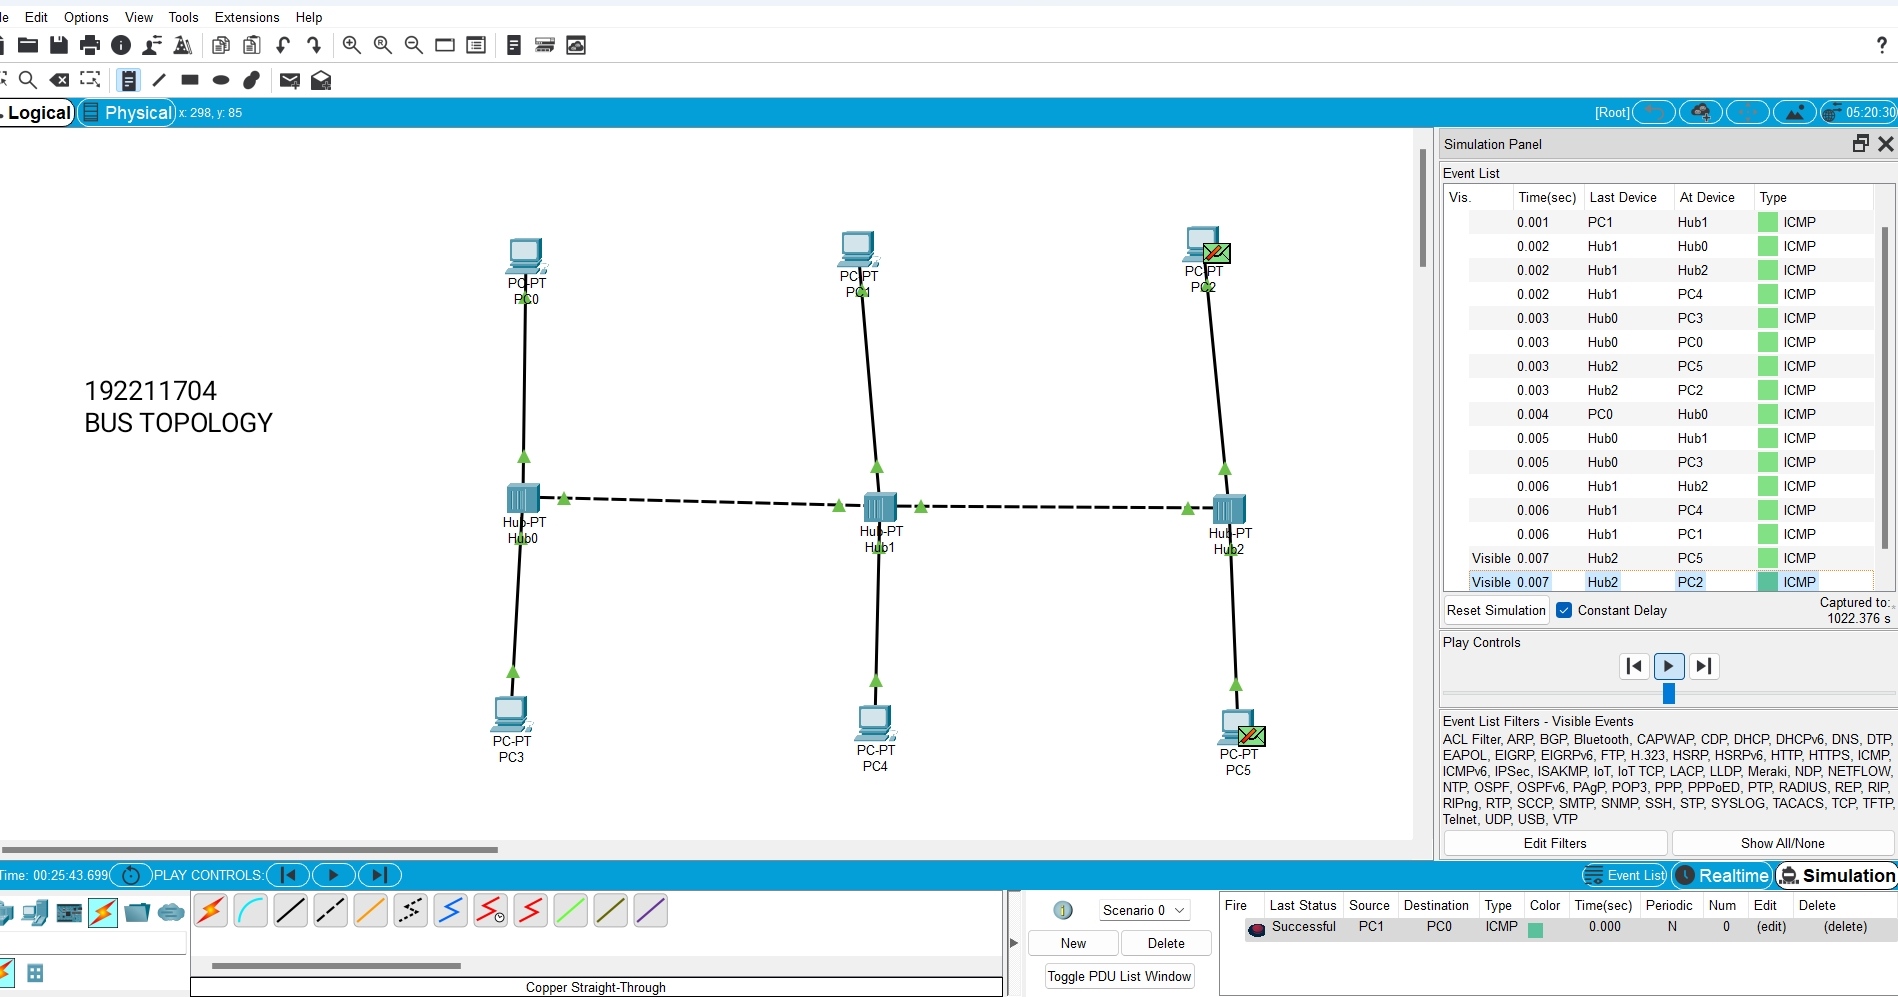 Edit Options View Tools Extensions Help
?
Logical Physical x: 298, y: 85 [Root] 05:20:30
Simulation Panel
Event List
Vis. Time(sec) Last Device At Device Type
0.001 PC1 Hub1 ICMP
0.002 Hub1 Hub0 ICMP
0.002 Hub1 Hub2 ICMP
0.002 Hub1 PC4 ICMP
0.003 Hub0 PC3 ICMP
0.003 Hub0 PC0 ICMP
0.003 Hub2 PC5 ICMP
0.003 Hub2 PC2 ICMP
0.004 PC0 Hub0 ICMP
0.005 Hub0 Hub1 ICMP
0.005 Hub0 PC3 ICMP
0.006 Hub1 Hub2 ICMP
0.006 Hub1 PC4 ICMP
0.006 Hub1 PC1 ICMP
Visible 0.007 Hub2 PC5 ICMP
Visible 0.007 Hub2 PC2 ICMP
Reset Simulation Constant Delay Captured to:
1022.376 s
Play Controls
Event List Filters - Visible Events
ACL Filter, ARP, BGP, Bluetooth, CAPWAP, CDP, DHCP, DHCPv6, DNS, DTP,
EAPOL, EIGRP, EIGRPv6, FTP, H.323, HSRP, HSRPv6, HTTP, HTTPS, ICMP,
ICMPv6, IPSec, ISAKMP, IoT, IoT TCP, LACP, LLDP, Meraki, NDP, NETFLOW,
NTP, OSPF, OSPFv6, PAgP, POP3, PPP, PPPoED, PTP, RADIUS, REP, RIP,
RIPng, RTP, SCCP, SMTP, SNMP, SSH, STP, SYSLOG, TACACS, TCP, TFTP,
Telnet, UDP, USB, VTP
Edit Filters Show All/None
192211704
BUS TOPOLOGY
PC-PT
PC0
PC-PT
PC1
PC-PT
PC2
Hub-PT
Hub0
Hub-PT
Hub1
Hub-PT
Hub2
PC-PT
PC3
PC-PT
PC4
PC-PT
PC5
Time: 00:25:43.699 PLAY CONTROLS: Event List Realtime Simulation
Copper Straight-Through
Scenario 0
New Delete
Toggle PDU List Window
Fire Last Status Source Destination Type Color Time(sec) Periodic Num Edit Delete
Successful PC1 PC0 ICMP 0.000 N 0 (edit) (delete)